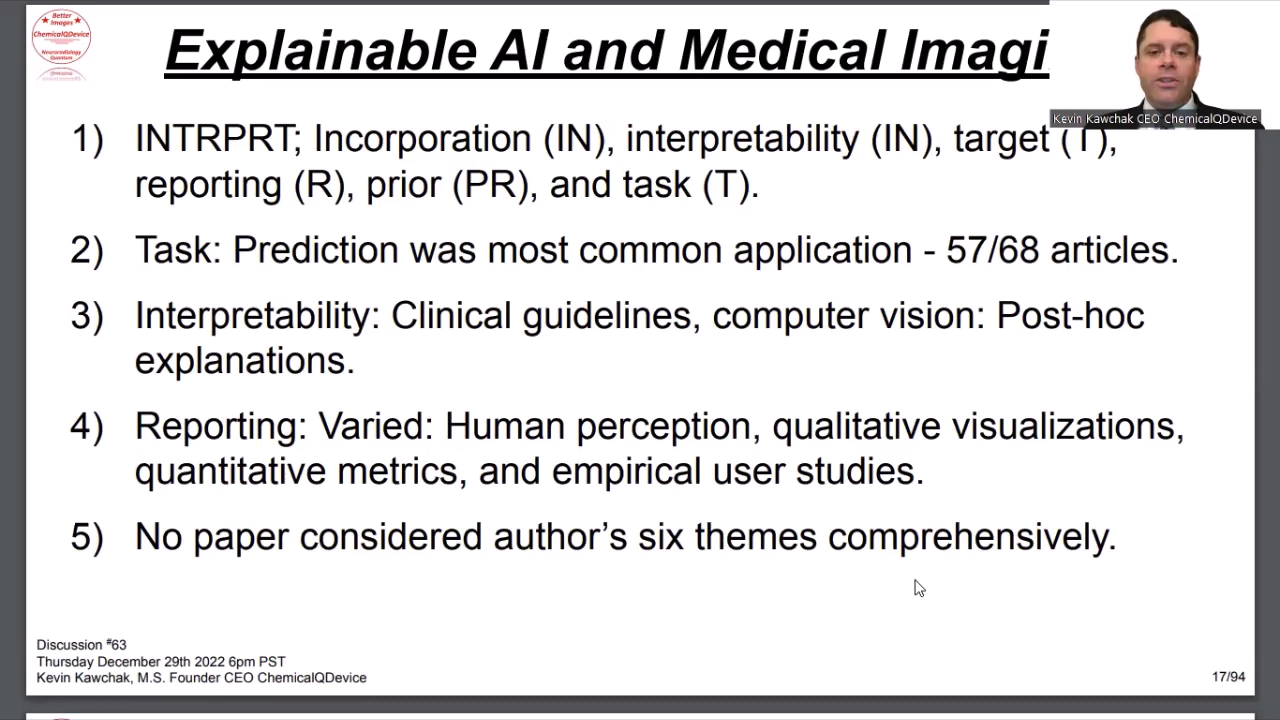 Better
Images
ChemicalQDevice
Neuroradiology
Quantum
Explainable AI and Medical Imagi
Kevin Kawchak CEO ChemicalQDevice
1) INTRPRT; Incorporation (IN), interpretability (IN), target (T),
reporting (R), prior (PR), and task (T).
2) Task: Prediction was most common application - 57/68 articles.
3) Interpretability: Clinical guidelines, computer vision: Post-hoc
explanations.
4) Reporting: Varied: Human perception, qualitative visualizations,
quantitative metrics, and empirical user studies.
5) No paper considered author’s six themes comprehensively.
Discussion #63
Thursday December 29th 2022 6pm PST
Kevin Kawchak, M.S. Founder CEO ChemicalQDevice
17/94